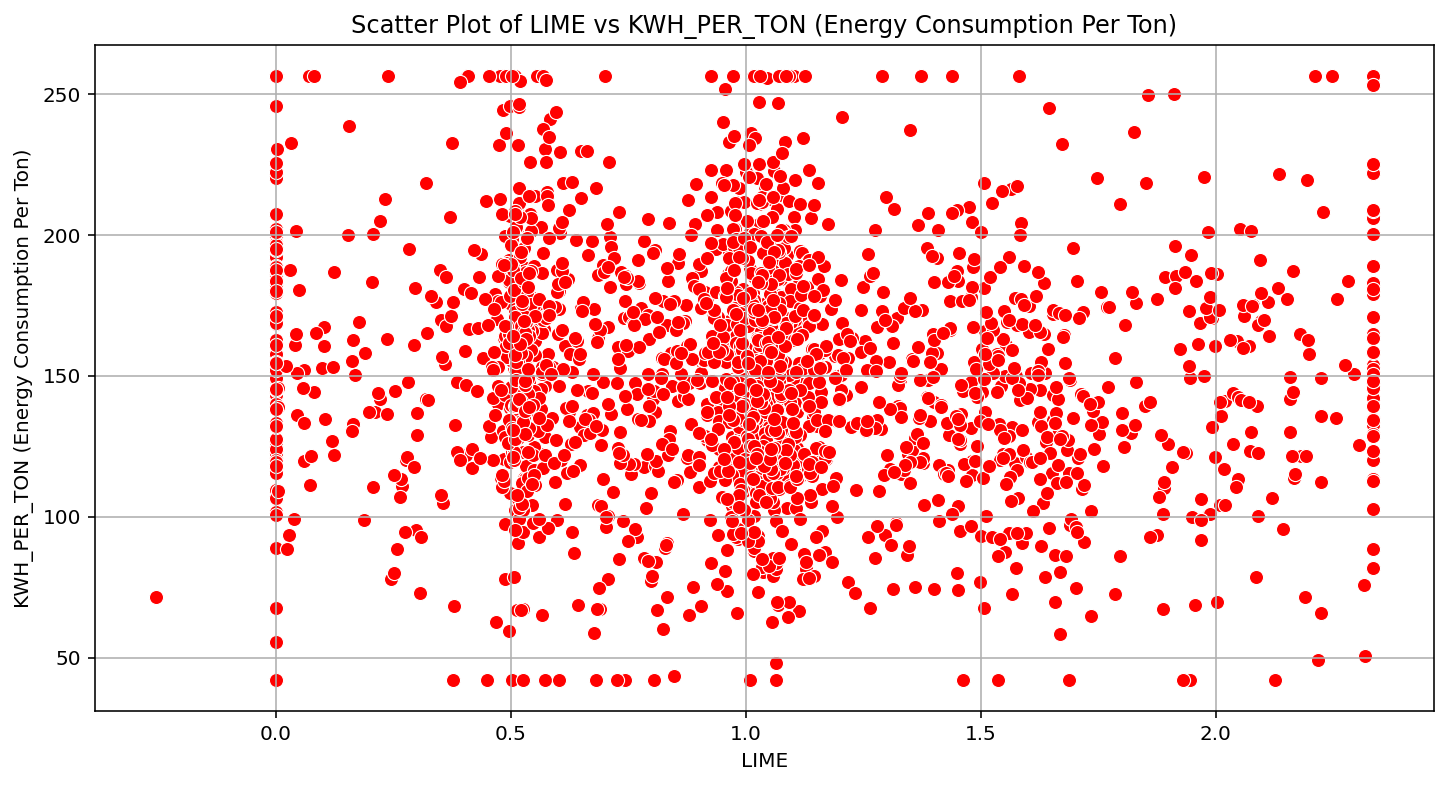 Scatter Plot of LIME vs KWH_PER_TON (Energy Consumption Per Ton)
KWH_PER_TON (Energy Consumption Per Ton)
250
200
150
100
50
0.0 0.5 1.0 1.5 2.0
LIME